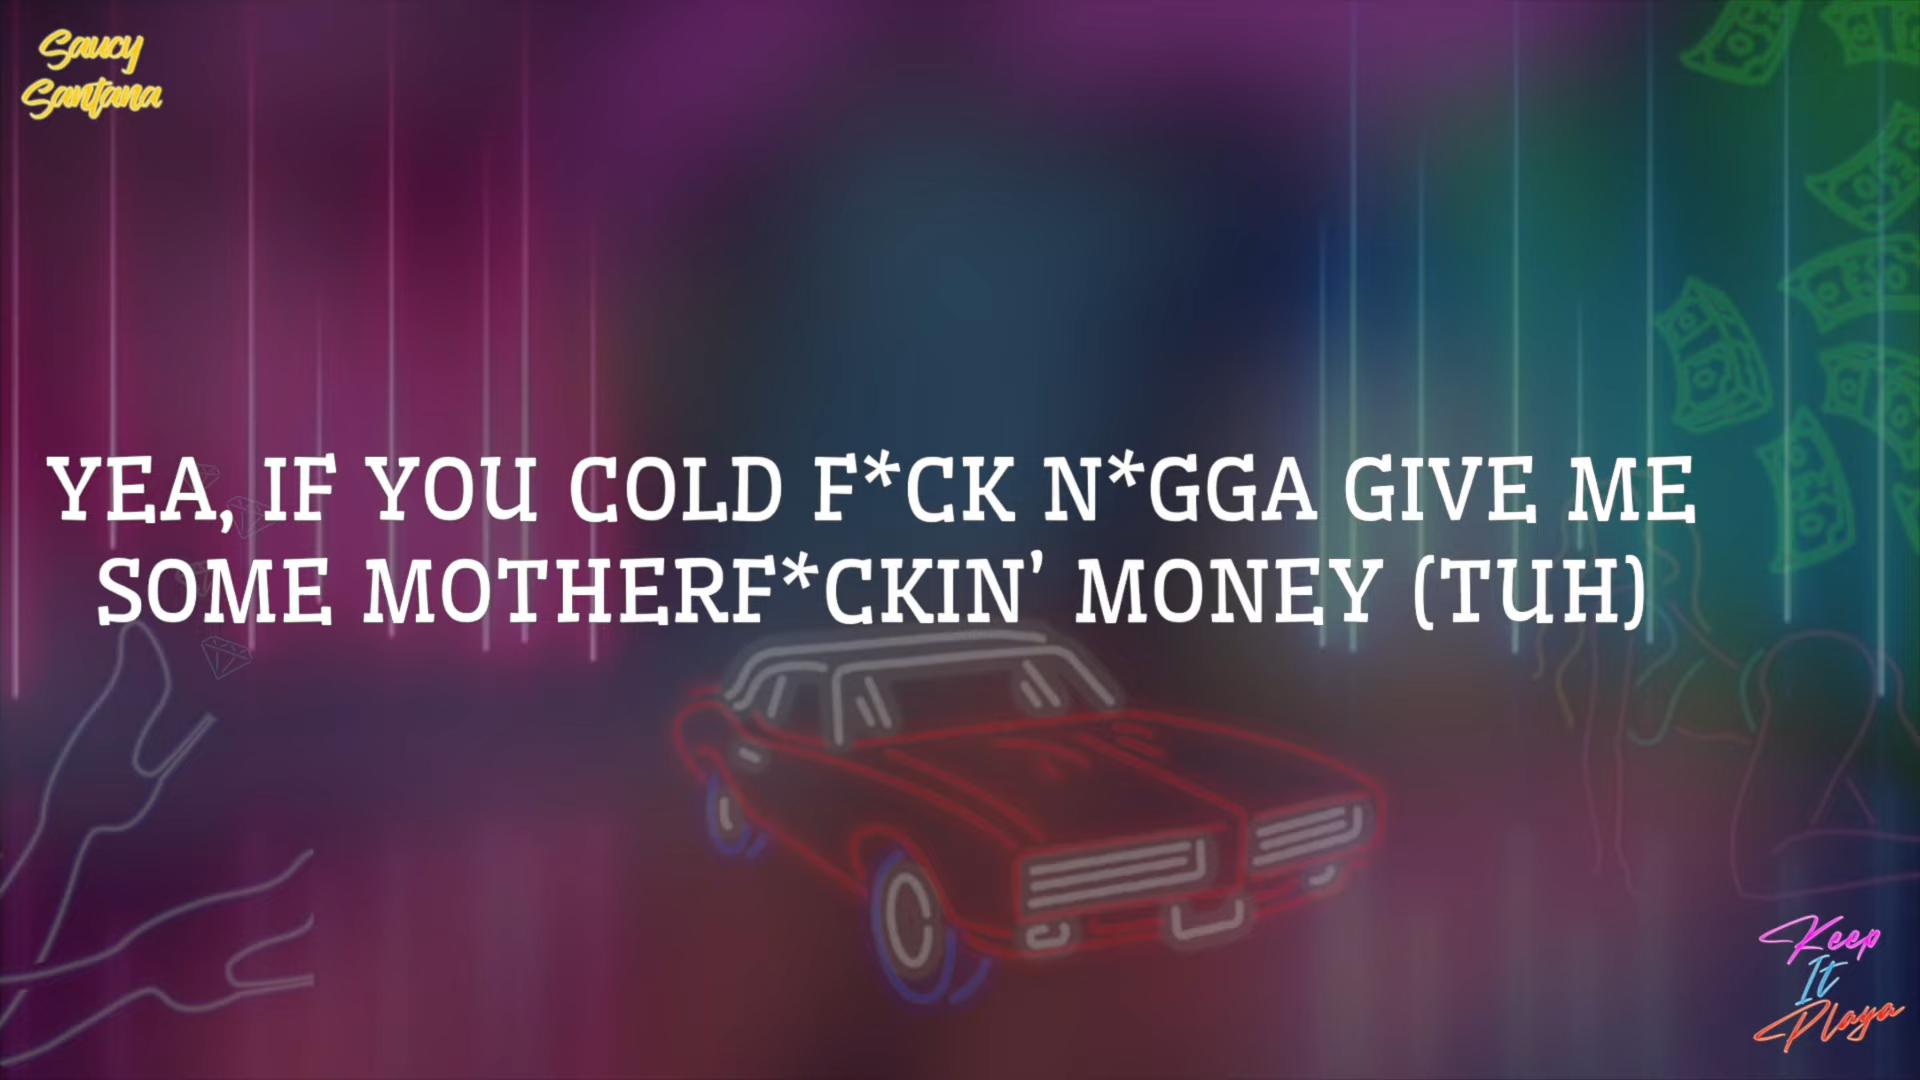 Saucy
Santana
YEA, IF YOU COLD F*CK N*GGA GIVE ME
SOME MOTHERF*CKIN' MONEY (TUH)
Keep
It
Playa